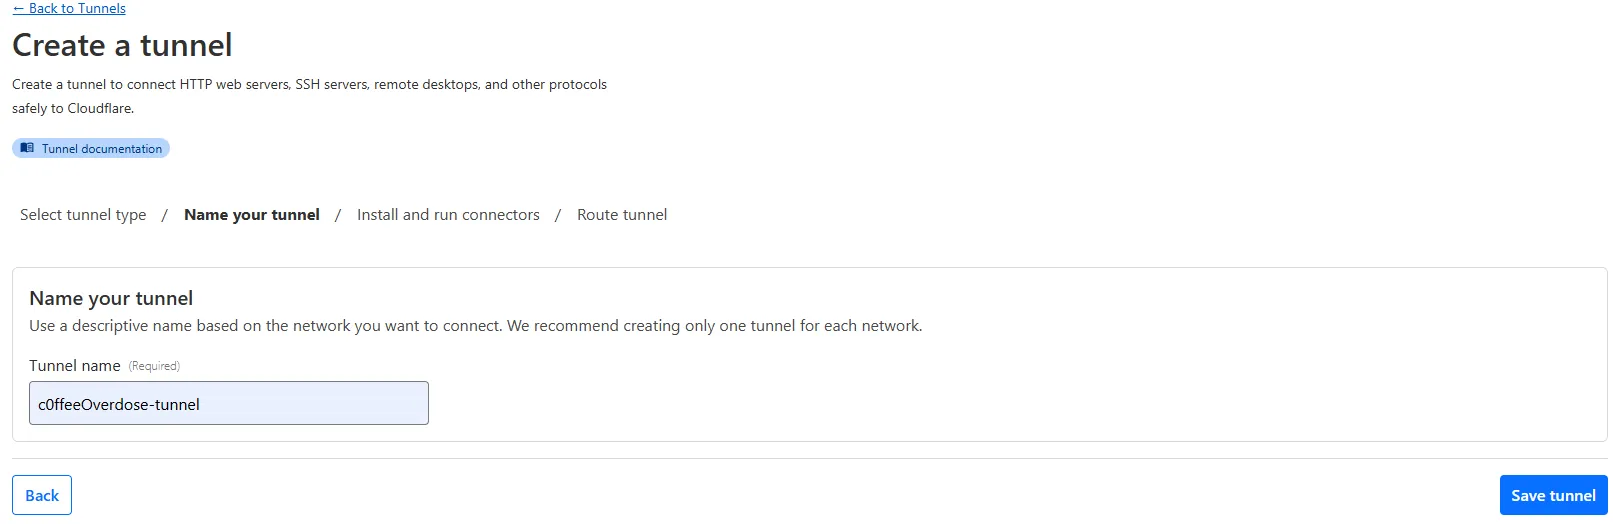 ← Back to Tunnels
Create a tunnel
Create a tunnel to connect HTTP web servers, SSH servers, remote desktops, and other protocols
safely to Cloudflare.
Tunnel documentation
Select tunnel type / Name your tunnel / Install and run connectors / Route tunnel
Name your tunnel
Use a descriptive name based on the network you want to connect. We recommend creating only one tunnel for each network.
Tunnel name (Required)
c0ffeeOverdose-tunnel
Back
Save tunnel